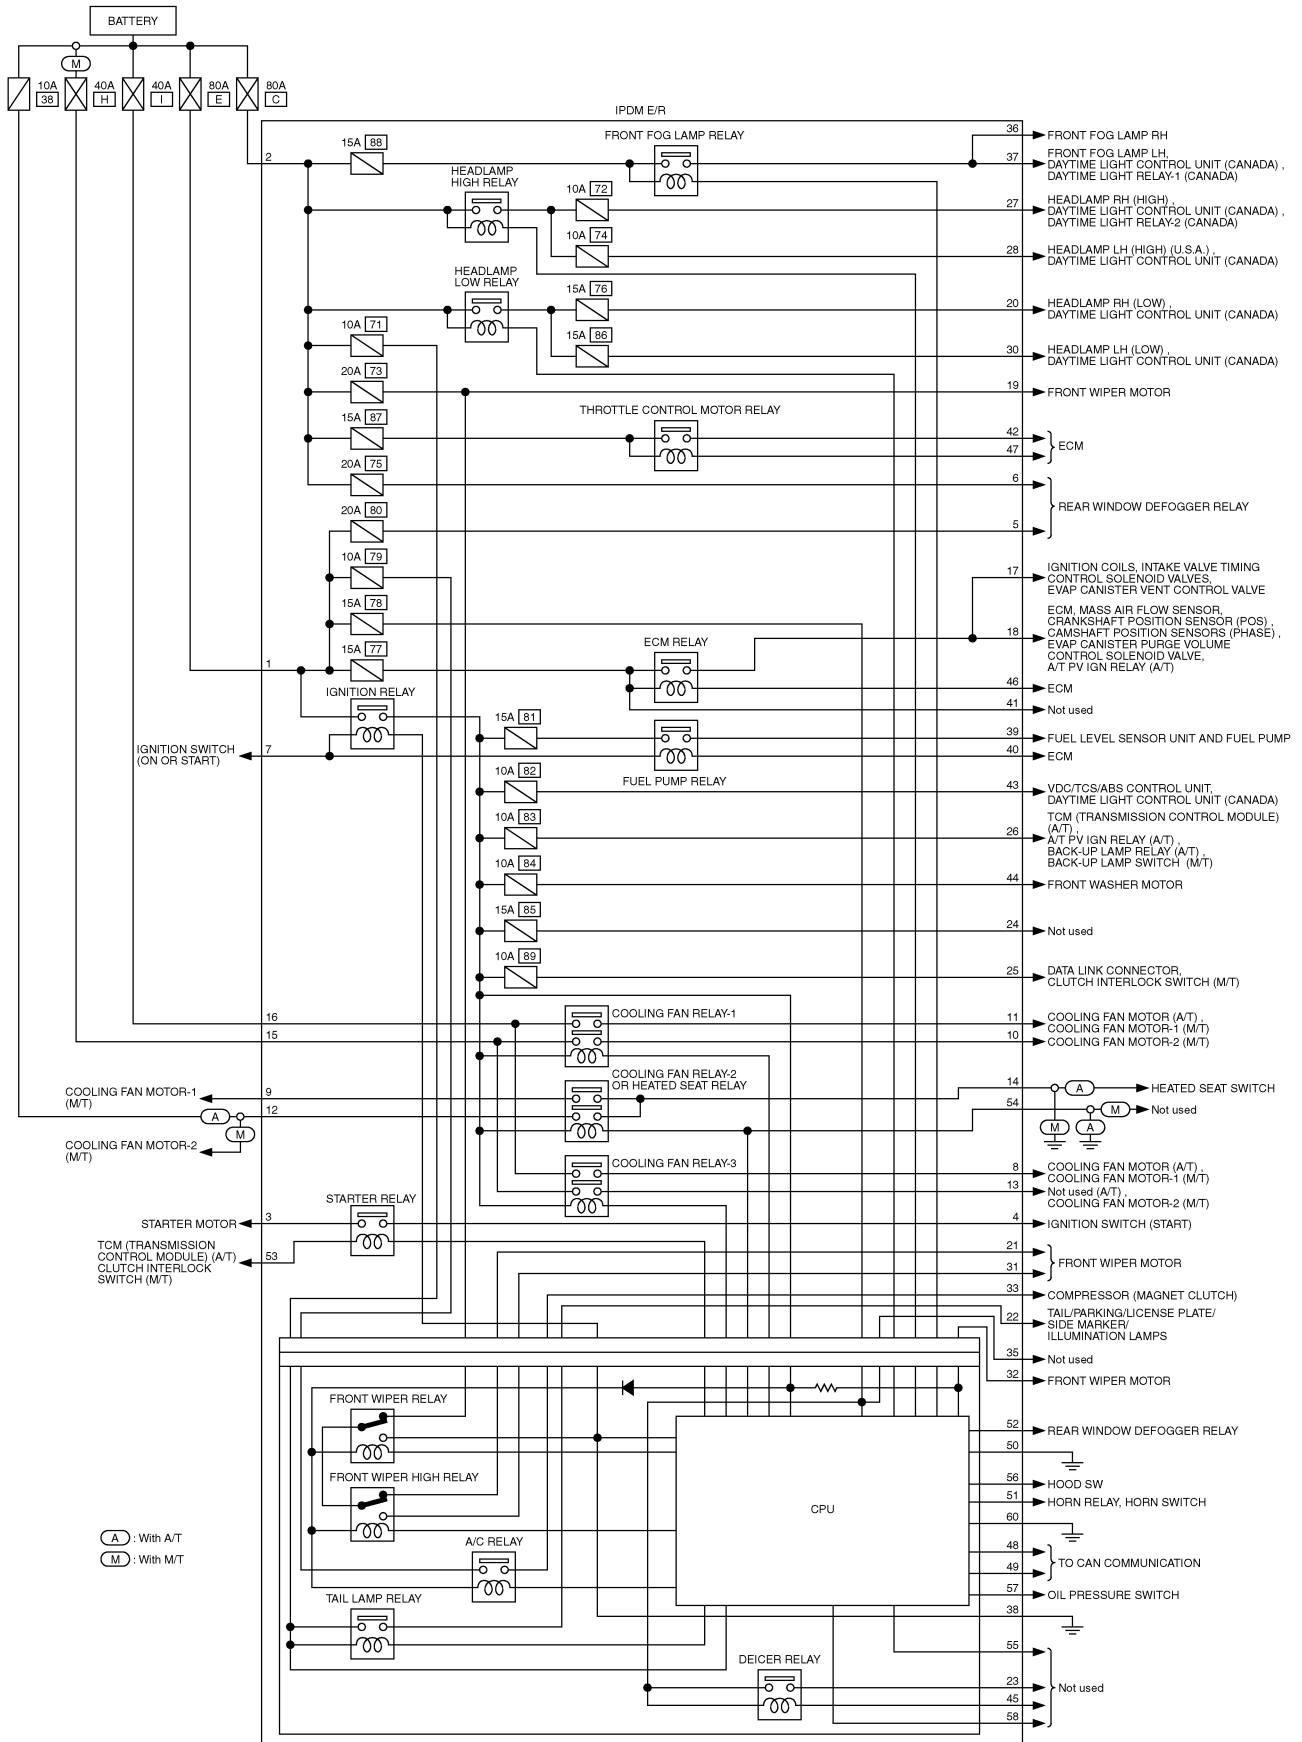 BATTERY
M
10A
38
40A
H
40A
I
80A
E
80A
C
IPDM E/R
2
15A 88
FRONT FOG LAMP RELAY
36
FRONT FOG LAMP RH
37
FRONT FOG LAMP LH,
DAYTIME LIGHT CONTROL UNIT (CANADA) ,
DAYTIME LIGHT RELAY-1 (CANADA)
HEADLAMP
HIGH RELAY
10A 72
27
HEADLAMP RH (HIGH) ,
DAYTIME LIGHT CONTROL UNIT (CANADA) ,
DAYTIME LIGHT RELAY-2 (CANADA)
10A 74
28
HEADLAMP LH (HIGH) (U.S.A.) ,
DAYTIME LIGHT CONTROL UNIT (CANADA)
HEADLAMP
LOW RELAY
15A 76
20
HEADLAMP RH (LOW) ,
DAYTIME LIGHT CONTROL UNIT (CANADA)
10A 71
15A 86
30
HEADLAMP LH (LOW) ,
DAYTIME LIGHT CONTROL UNIT (CANADA)
20A 73
19
FRONT WIPER MOTOR
15A 87
THROTTLE CONTROL MOTOR RELAY
42
47
ECM
20A 75
6
REAR WINDOW DEFOGGER RELAY
20A 80
5
10A 79
17
IGNITION COILS, INTAKE VALVE TIMING
CONTROL SOLENOID VALVES,
EVAP CANISTER VENT CONTROL VALVE
15A 78
18
ECM, MASS AIR FLOW SENSOR,
CRANKSHAFT POSITION SENSOR (POS) ,
CAMSHAFT POSITION SENSORS (PHASE) ,
EVAP CANISTER PURGE VOLUME
CONTROL SOLENOID VALVE,
A/T PV IGN RELAY (A/T)
1
15A 77
ECM RELAY
46
ECM
41
Not used
IGNITION RELAY
15A 81
39
FUEL LEVEL SENSOR UNIT AND FUEL PUMP
IGNITION SWITCH
(ON OR START)
7
40
ECM
FUEL PUMP RELAY
10A 82
43
VDC/TCS/ABS CONTROL UNIT,
DAYTIME LIGHT CONTROL UNIT (CANADA)
10A 83
26
TCM (TRANSMISSION CONTROL MODULE)
(A/T) ,
A/T PV IGN RELAY (A/T) ,
BACK-UP LAMP RELAY (A/T) ,
BACK-UP LAMP SWITCH (M/T)
10A 84
44
FRONT WASHER MOTOR
15A 85
24
Not used
10A 89
25
DATA LINK CONNECTOR,
CLUTCH INTERLOCK SWITCH (M/T)
16
COOLING FAN RELAY-1
11
COOLING FAN MOTOR (A/T) ,
COOLING FAN MOTOR-1 (M/T)
15
10
COOLING FAN MOTOR-2 (M/T)
COOLING FAN RELAY-2
OR HEATED SEAT RELAY
COOLING FAN MOTOR-1
(M/T)
9
14
A
HEATED SEAT SWITCH
A
12
54
M
Not used
M
M
A
COOLING FAN MOTOR-2
(M/T)
COOLING FAN RELAY-3
8
COOLING FAN MOTOR (A/T) ,
COOLING FAN MOTOR-1 (M/T)
13
Not used (A/T) ,
COOLING FAN MOTOR-2 (M/T)
STARTER RELAY
STARTER MOTOR
3
4
IGNITION SWITCH (START)
TCM (TRANSMISSION
CONTROL MODULE) (A/T)
CLUTCH INTERLOCK
SWITCH (M/T)
53
21
31
FRONT WIPER MOTOR
33
COMPRESSOR (MAGNET CLUTCH)
22
TAIL/PARKING/LICENSE PLATE/
SIDE MARKER/
ILLUMINATION LAMPS
35
Not used
32
FRONT WIPER MOTOR
FRONT WIPER RELAY
52
REAR WINDOW DEFOGGER RELAY
50
FRONT WIPER HIGH RELAY
56
HOOD SW
51
HORN RELAY, HORN SWITCH
CPU
60
A : With A/T
M : With M/T
A/C RELAY
48
49
TO CAN COMMUNICATION
57
OIL PRESSURE SWITCH
TAIL LAMP RELAY
38
55
DEICER RELAY
23
45
58
Not used